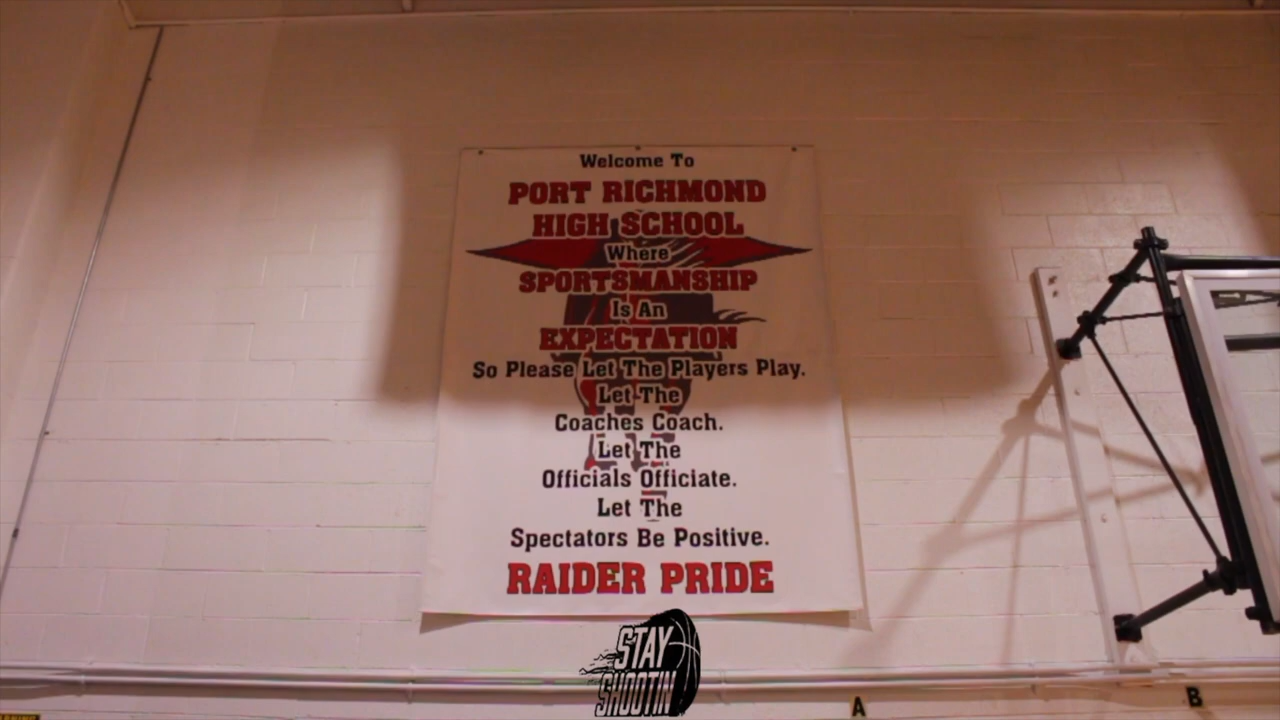 Welcome To
PORT RICHMOND
HIGH SCHOOL
Where
SPORTSMANSHIP
Is An
EXPECTATION
So Please Let The Players Play.
Let The
Coaches Coach.
Let The
Officials Officiate.
Let The
Spectators Be Positive.
RAIDER PRIDE
STAY
SHOOTIN
A
B